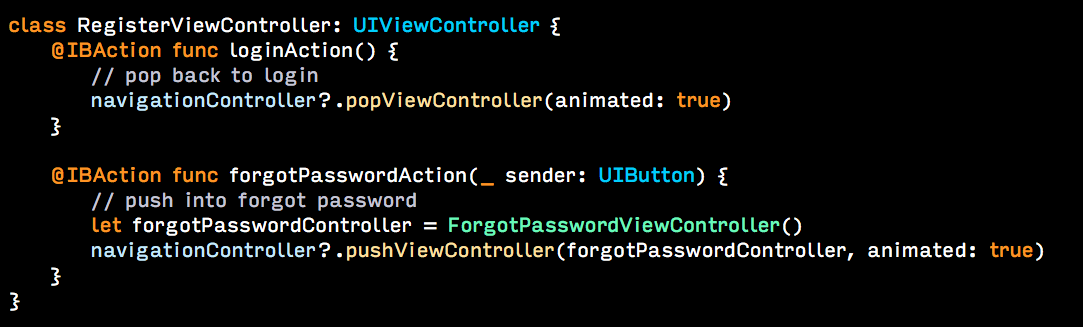 class RegisterViewController: UIViewController {
    @IBAction func loginAction() {
        // pop back to login
        navigationController?.popViewController(animated: true)
    }

    @IBAction func forgotPasswordAction(_ sender: UIButton) {
        // push into forgot password
        let forgotPasswordController = ForgotPasswordViewController()
        navigationController?.pushViewController(forgotPasswordController, animated: true)
    }
}